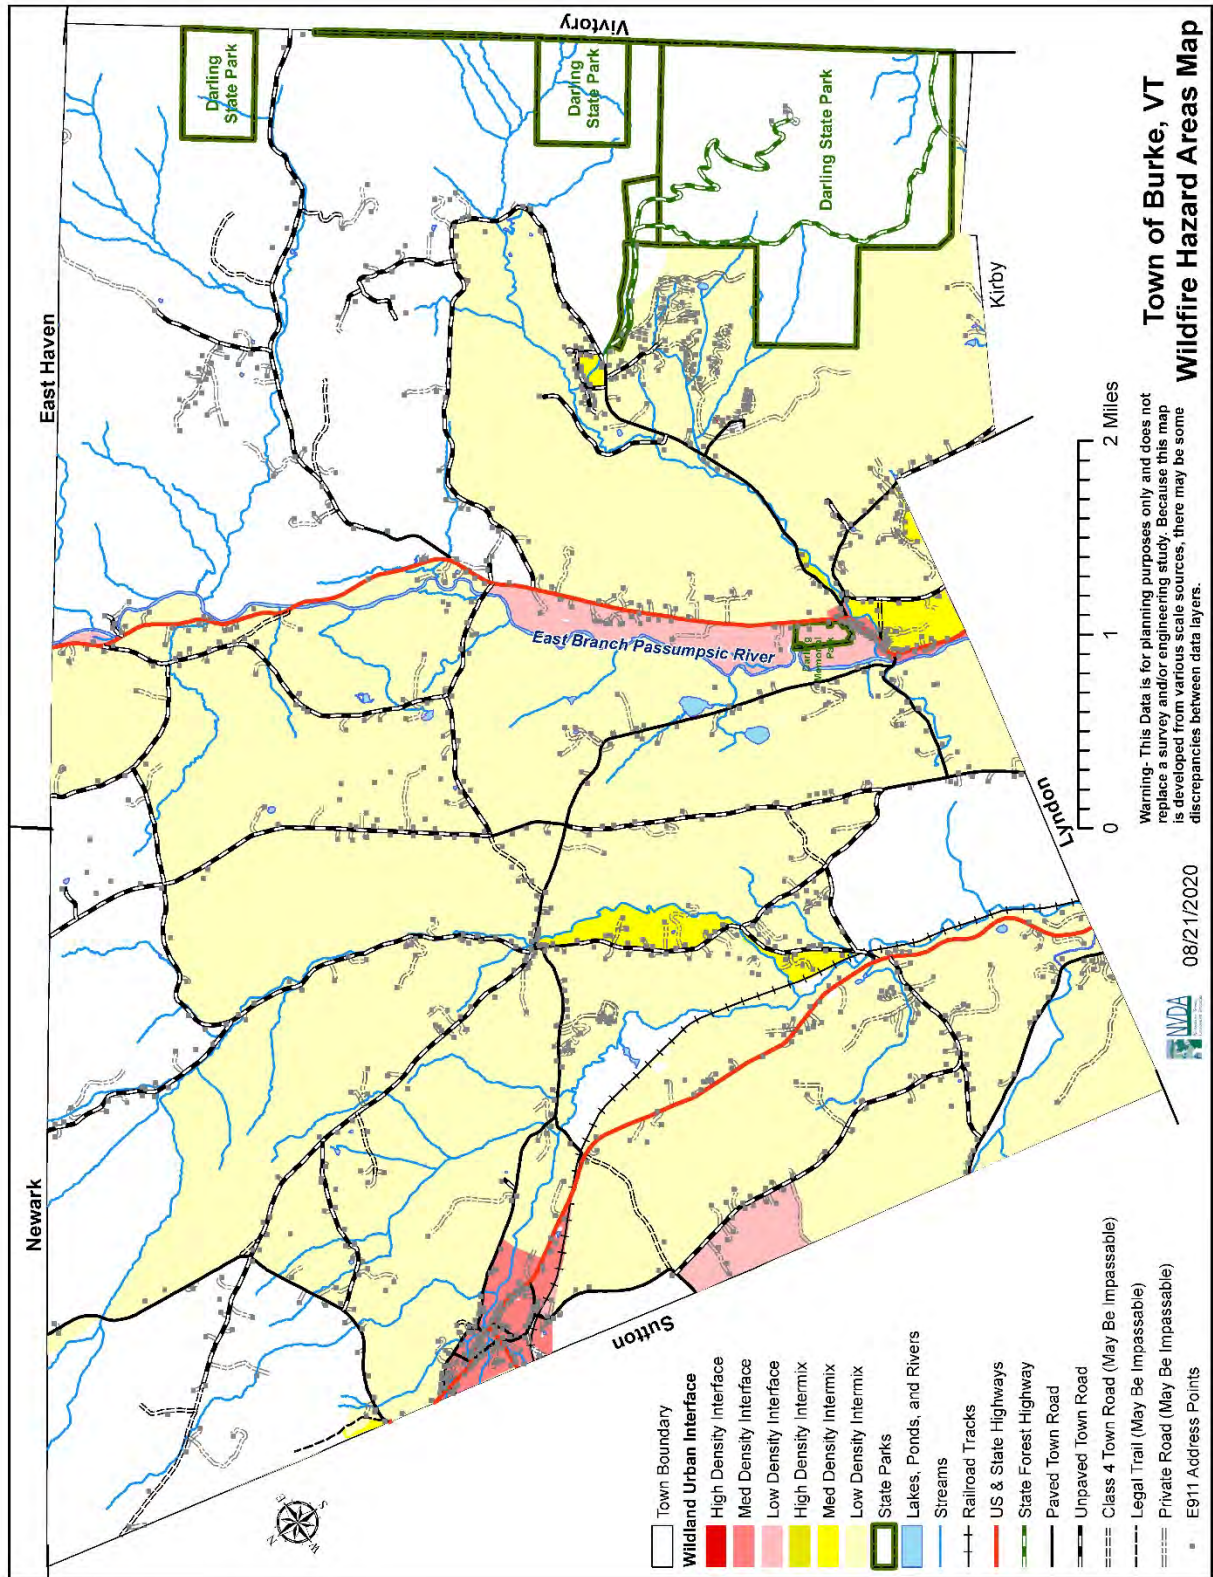 Town of Burke, VT
Wildfire Hazard Areas Map
Newark
East Haven
Vivtory
Kirby
Lyndon
Sutton
Darling
State Park
Darling
State Park
Darling State Park
Darling
Memorial
Park
East Branch Passumpsic River
Town Boundary
Wildland Urban Interface
High Density Interface
Med Density Interface
Low Density Interface
High Density Intermix
Med Density Intermix
Low Density Intermix
State Parks
Lakes, Ponds, and Rivers
Streams
Railroad Tracks
US & State Highways
State Forest Highway
Paved Town Road
Unpaved Town Road
Class 4 Town Road (May Be Impassable)
Legal Trail (May Be Impassable)
Private Road (May Be Impassable)
E911 Address Points
N
E
S
W
NVDA
08/21/2020
0 1 2 Miles
Warning- This Data is for planning purposes only and does not
replace a survey and/or engineering study. Because this map
is developed from various scale sources, there may be some
discrepancies between data layers.